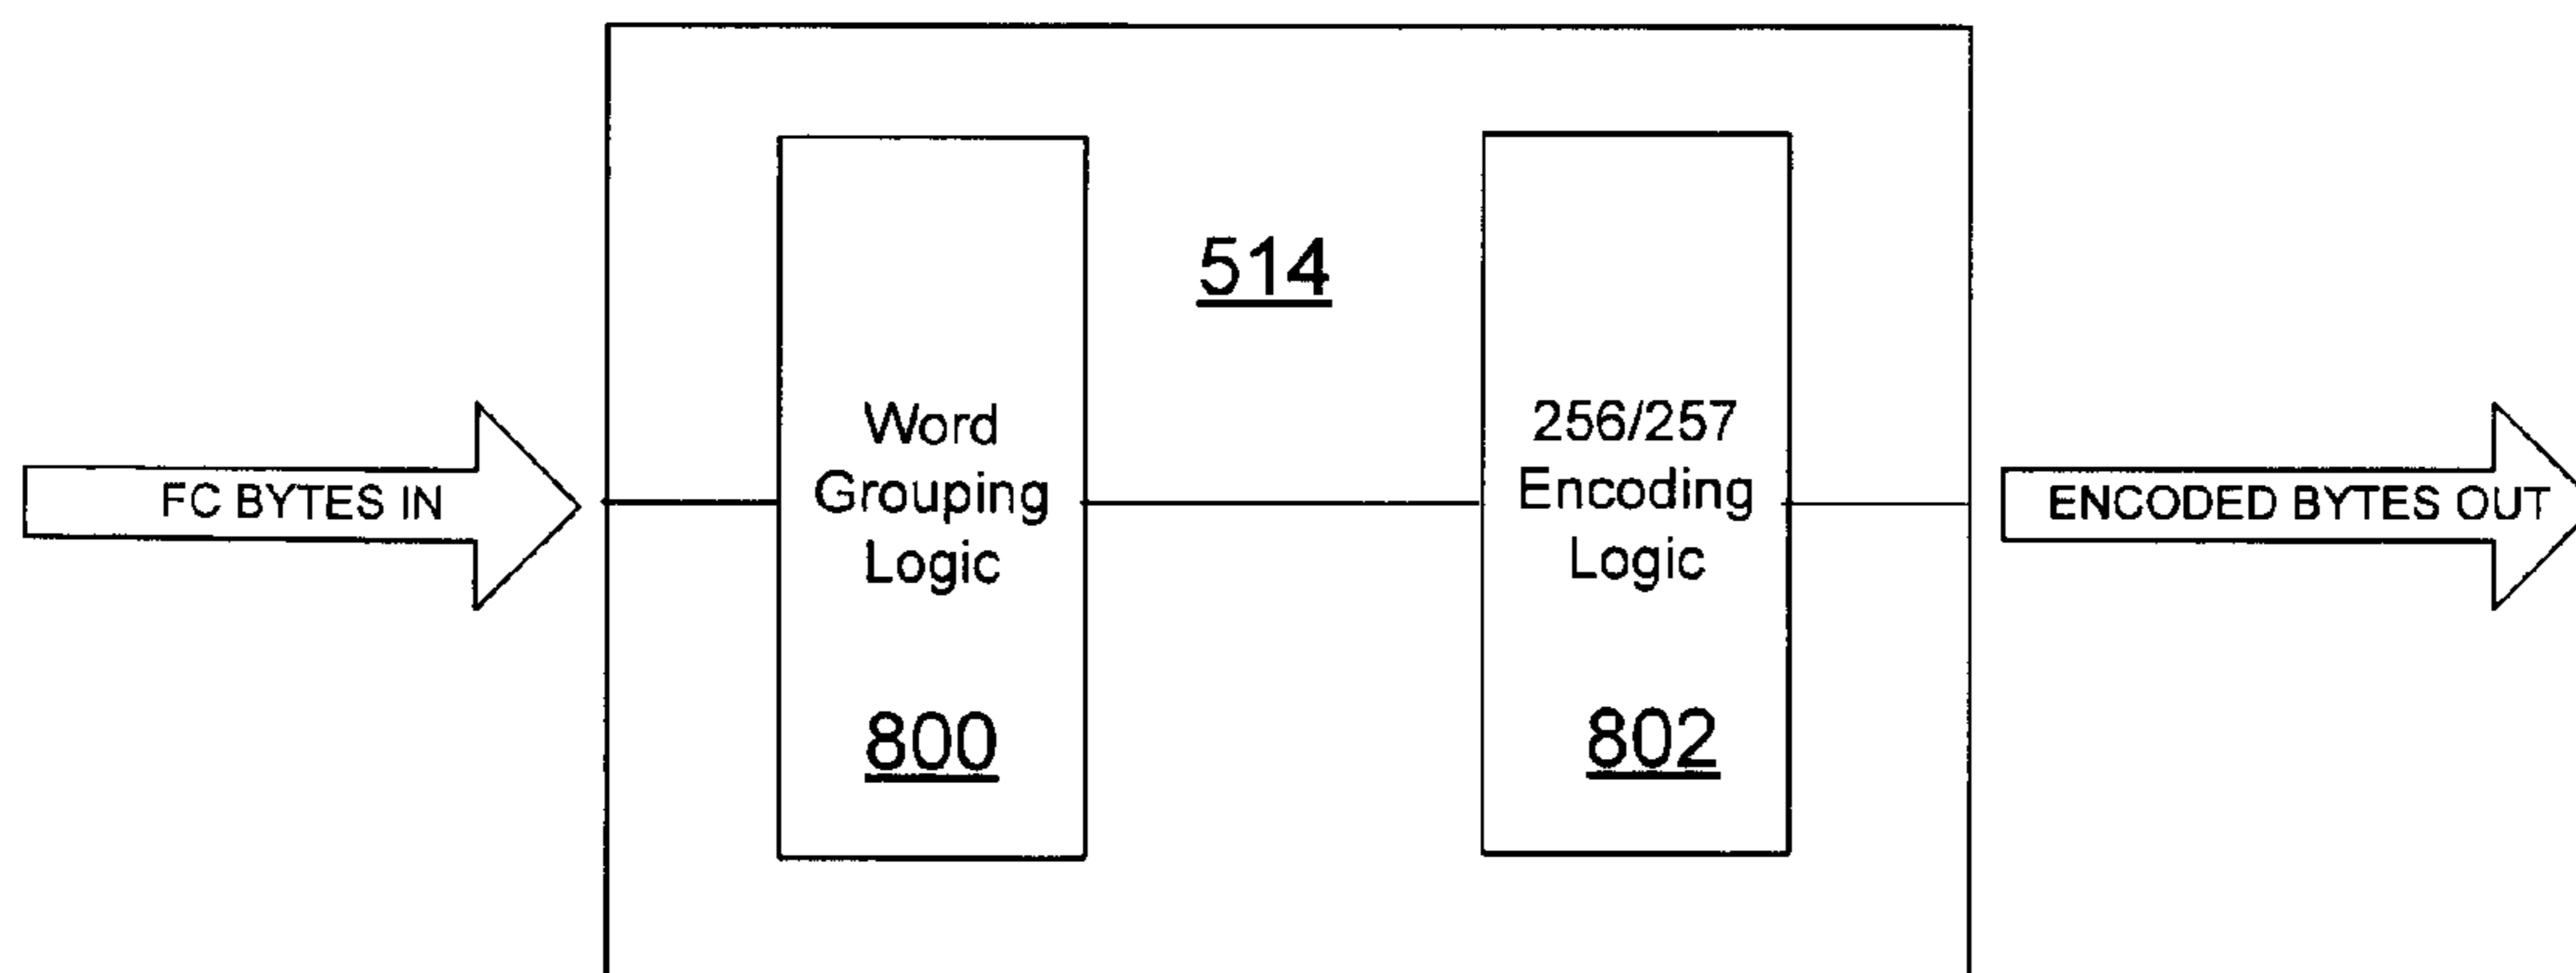 514
FC BYTES IN
Word
Grouping
Logic
800
256/257
Encoding
Logic
802
ENCODED BYTES OUT